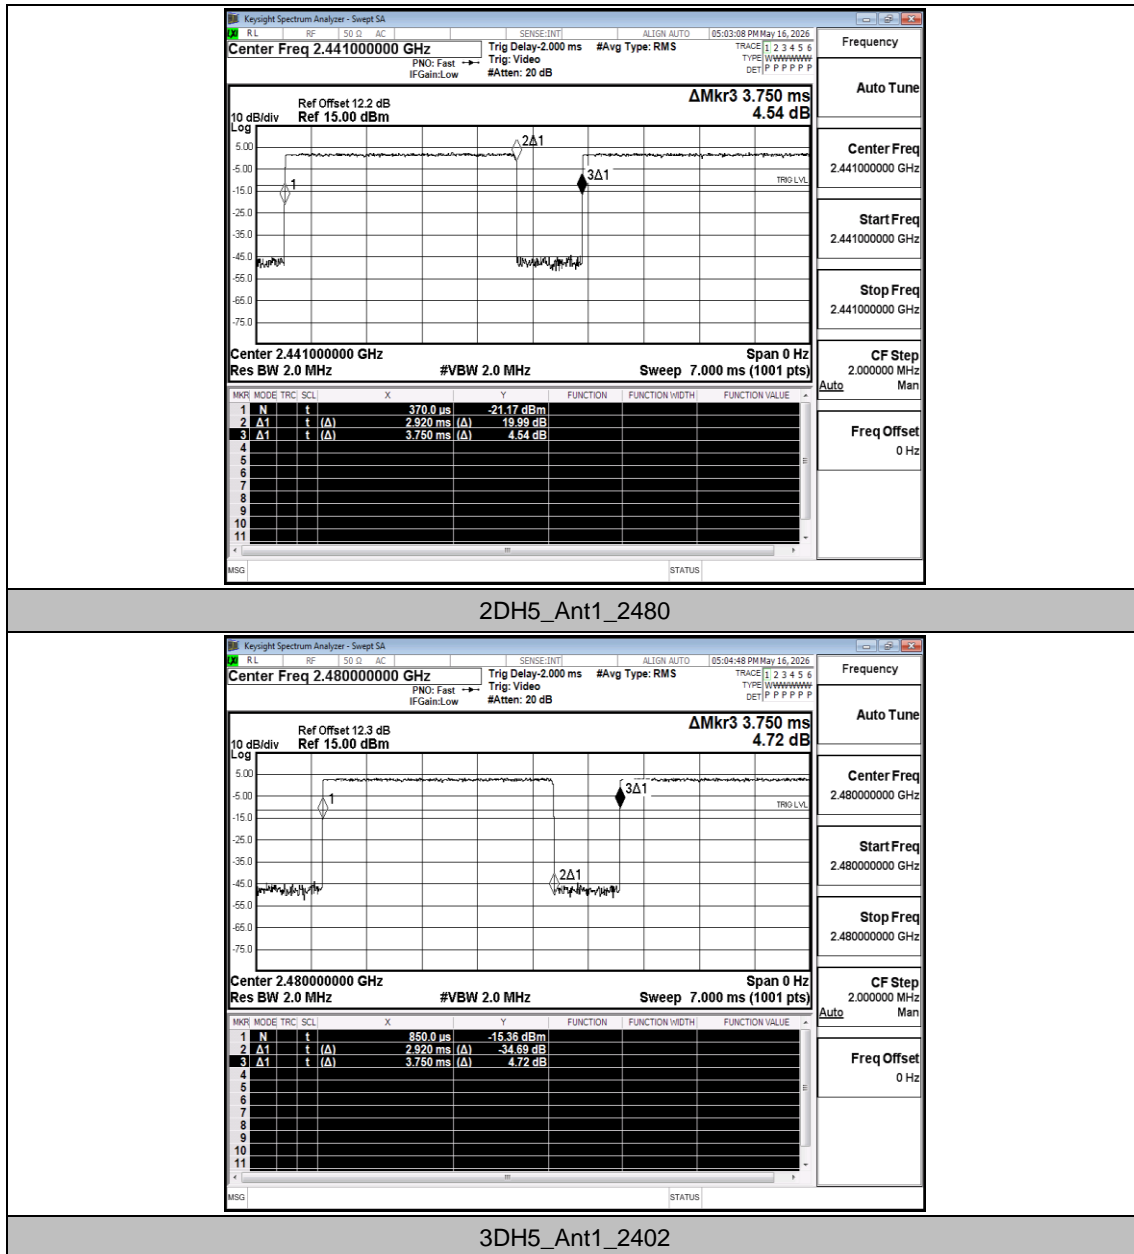 Keysight Spectrum Analyzer - Swept SA
RL RF 50 Ω AC SENSE:INT ALIGN AUTO 05:03:08 PM May 16, 2026
Center Freq 2.441000000 GHz Trig Delay-2.000 ms #Avg Type: RMS TRACE 1 2 3 4 5 6
PNO: Fast Trig: Video TYPE WWWWWW
IFGain:Low #Atten: 20 dB DET P P P P P P
Frequency
Auto Tune
ΔMkr3 3.750 ms
4.54 dB
Ref Offset 12.2 dB
10 dB/div Ref 15.00 dBm
Log
5.00
-5.00
-15.0
-25.0
-35.0
-45.0
-55.0
-65.0
-75.0
1
2Δ1
3Δ1
TRIG LVL
Center Freq
2.441000000 GHz
Start Freq
2.441000000 GHz
Stop Freq
2.441000000 GHz
Center 2.441000000 GHz Span 0 Hz
Res BW 2.0 MHz #VBW 2.0 MHz Sweep 7.000 ms (1001 pts)
CF Step
2.000000 MHz
Auto Man
MKR MODE TRC SCL X Y FUNCTION FUNCTION WIDTH FUNCTION VALUE
1 N t 370.0 µs -21.17 dBm
2 Δ1 t (Δ) 2.920 ms (Δ) 19.99 dB
3 Δ1 t (Δ) 3.750 ms (Δ) 4.54 dB
4
5
6
7
8
9
10
11
Freq Offset
0 Hz
MSG STATUS
2DH5_Ant1_2480
Keysight Spectrum Analyzer - Swept SA
RL RF 50 Ω AC SENSE:INT ALIGN AUTO 05:04:48 PM May 16, 2026
Center Freq 2.480000000 GHz Trig Delay-2.000 ms #Avg Type: RMS TRACE 1 2 3 4 5 6
PNO: Fast Trig: Video TYPE WWWWWW
IFGain:Low #Atten: 20 dB DET P P P P P P
Frequency
Auto Tune
ΔMkr3 3.750 ms
4.72 dB
Ref Offset 12.3 dB
10 dB/div Ref 15.00 dBm
Log
5.00
-5.00
-15.0
-25.0
-35.0
-45.0
-55.0
-65.0
-75.0
1
2Δ1
3Δ1
TRIG LVL
Center Freq
2.480000000 GHz
Start Freq
2.480000000 GHz
Stop Freq
2.480000000 GHz
Center 2.480000000 GHz Span 0 Hz
Res BW 2.0 MHz #VBW 2.0 MHz Sweep 7.000 ms (1001 pts)
CF Step
2.000000 MHz
Auto Man
MKR MODE TRC SCL X Y FUNCTION FUNCTION WIDTH FUNCTION VALUE
1 N t 850.0 µs -15.36 dBm
2 Δ1 t (Δ) 2.920 ms (Δ) -34.69 dB
3 Δ1 t (Δ) 3.750 ms (Δ) 4.72 dB
4
5
6
7
8
9
10
11
Freq Offset
0 Hz
MSG STATUS
3DH5_Ant1_2402